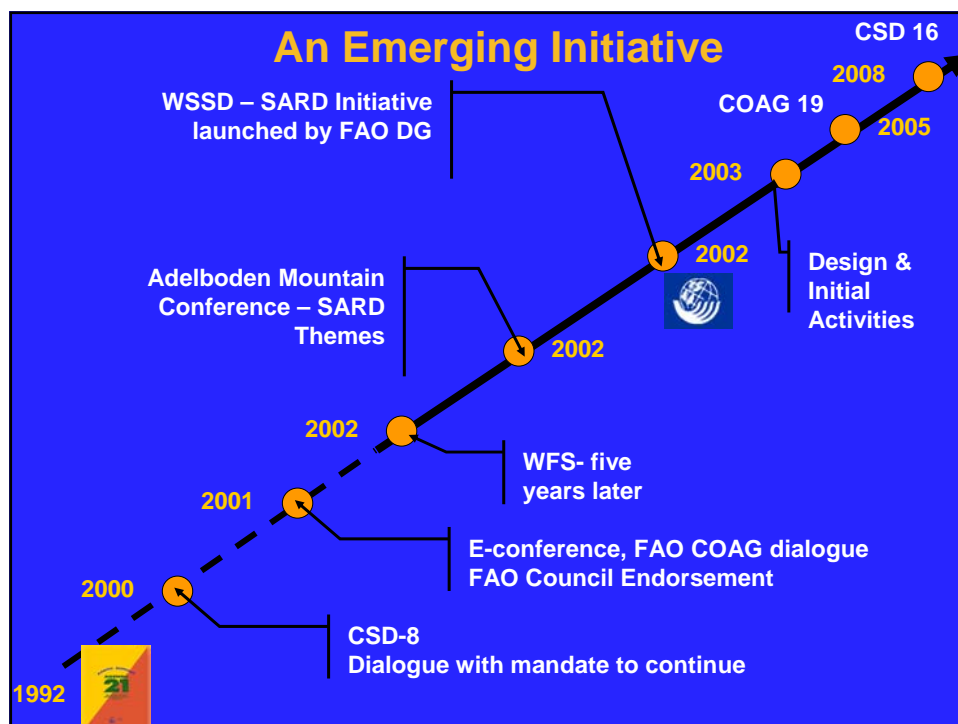 An Emerging Initiative
CSD 16
2008
WSSD – SARD Initiative
launched by FAO DG
COAG 19
2005
2003
2002
Design &
Initial
Activities
Adelboden Mountain
Conference – SARD
Themes
2002
2002
WFS- five
years later
2001
E-conference, FAO COAG dialogue
FAO Council Endorsement
2000
CSD-8
Dialogue with mandate to continue
1992
21